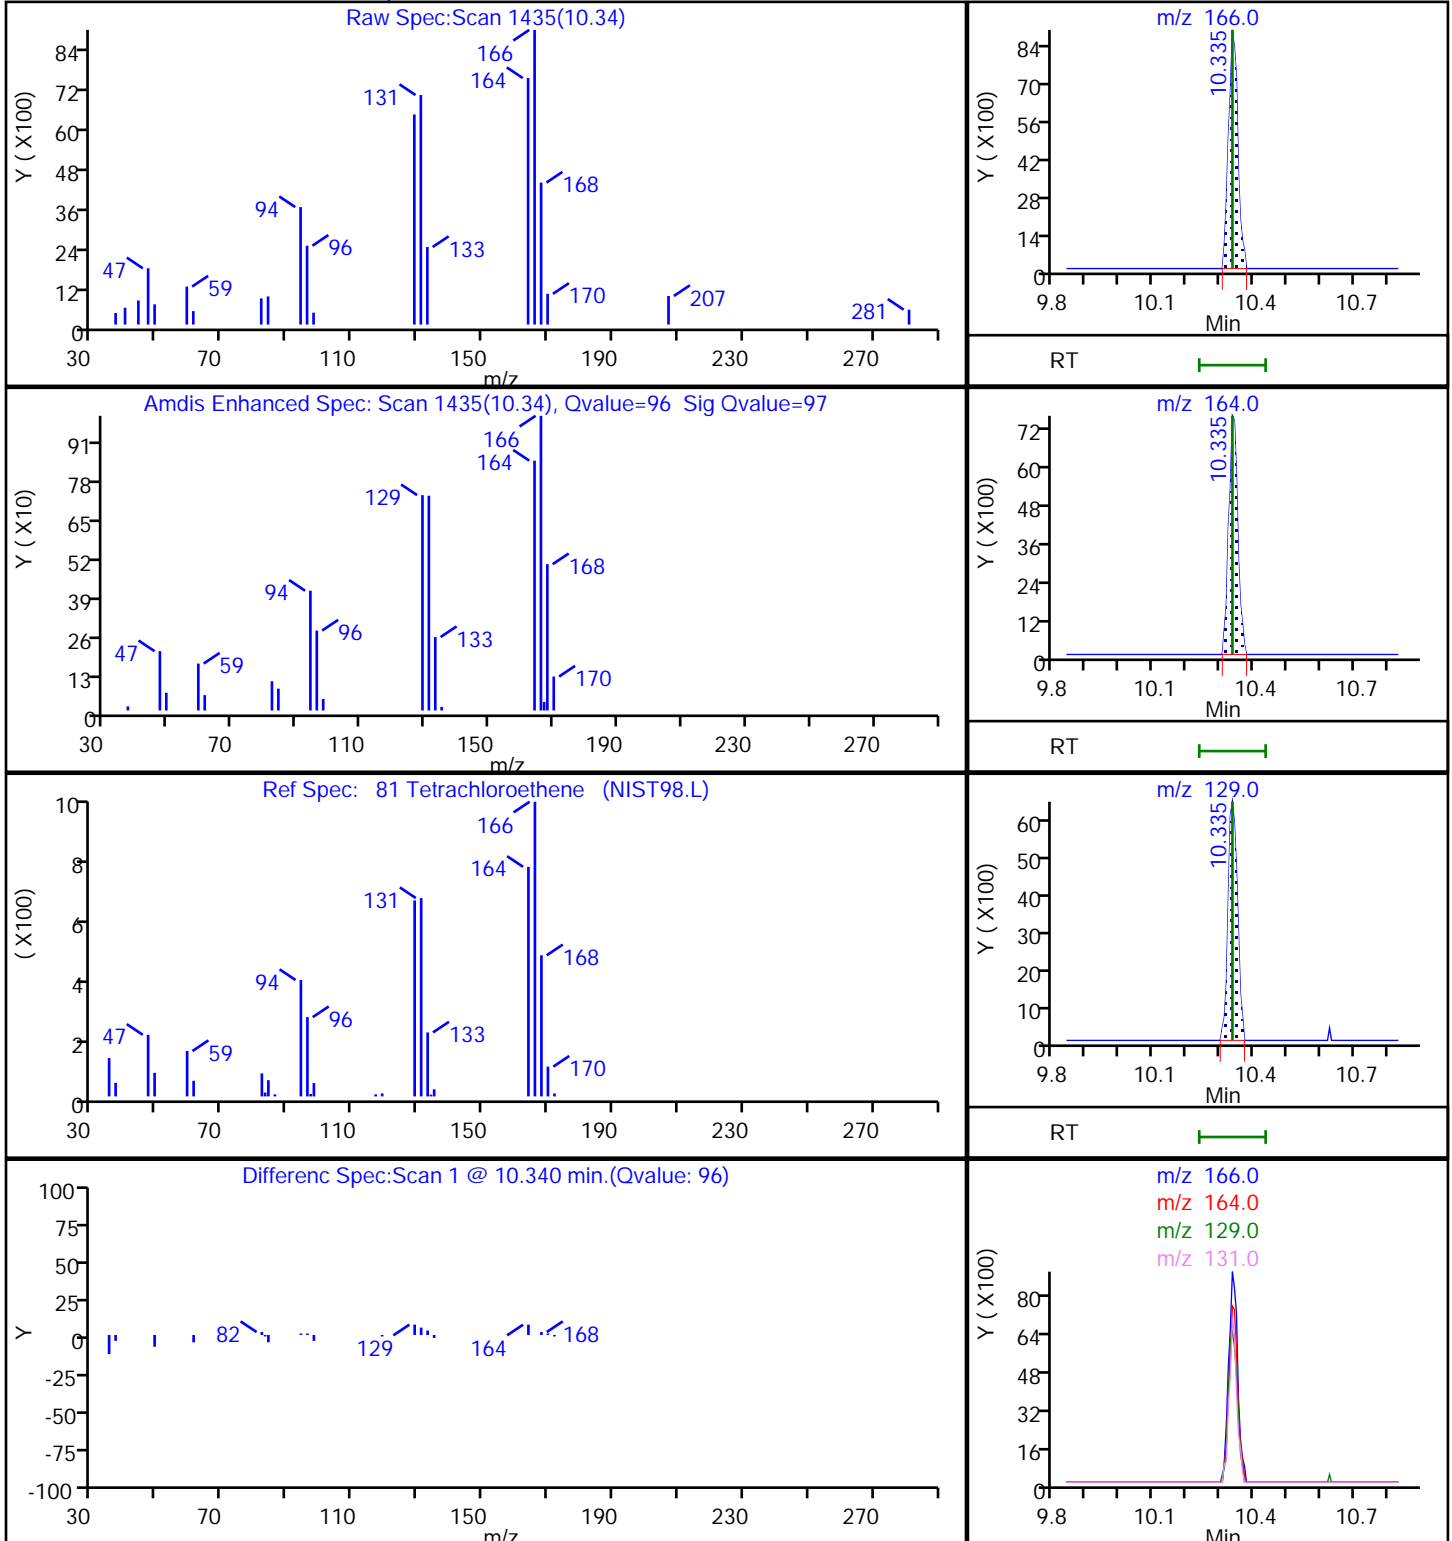 Raw Spec:Scan 1435(10.34)
Y ( X100)
84
72
60
48
36
24
12
0
166
164
131
168
94
96
133
47
59
170
207
281
30 70 110 150 190 230 270
m/z
m/z 166.0
Y ( X100)
84
70
56
42
28
14
0
10.335
9.8 10.1 10.4 10.7
Min
RT
Amdis Enhanced Spec: Scan 1435(10.34), Qvalue=96 Sig Qvalue=97
Y ( X10)
91
78
65
52
39
26
13
0
166
164
129
168
94
96
133
47
59
170
30 70 110 150 190 230 270
m/z
m/z 164.0
Y ( X100)
72
60
48
36
24
12
0
10.335
9.8 10.1 10.4 10.7
Min
RT
Ref Spec: 81 Tetrachloroethene (NIST98.L)
( X100)
10
8
6
4
2
0
166
164
131
168
94
96
133
47
59
170
30 70 110 150 190 230 270
m/z 129.0
Y ( X100)
60
50
40
30
20
10
0
10.335
9.8 10.1 10.4 10.7
Min
RT
Differenc Spec:Scan 1 @ 10.340 min.(Qvalue: 96)
Y
100
75
50
25
0
-25
-50
-75
-100
82
129
164
168
30 70 110 150 190 230 270
m/z
m/z 166.0
m/z 164.0
m/z 129.0
m/z 131.0
Y ( X100)
80
64
48
32
16
0
9.8 10.1 10.4 10.7
Min